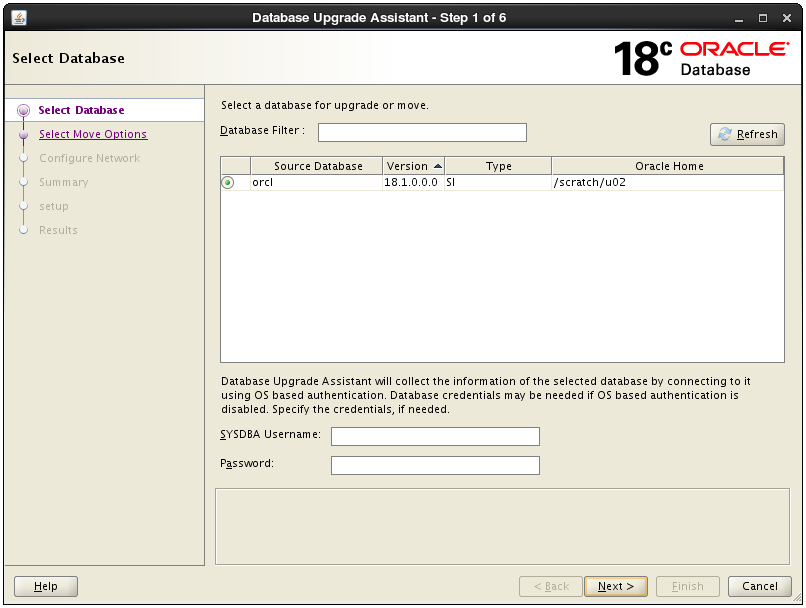 Database Upgrade Assistant - Step 1 of 6
Select Database
18c ORACLE
Database
Select Database
Select Move Options
Configure Network
Summary
setup
Results
Select a database for upgrade or move.
Database Filter :
Refresh
Source Database Version Type Oracle Home
orcl 18.1.0.0.0 SI /scratch/u02
Database Upgrade Assistant will collect the information of the selected database by connecting to it
using OS based authentication. Database credentials may be needed if OS based authentication is
disabled. Specify the credentials, if needed.
SYSDBA Username:
Password:
Help < Back Next > Finish Cancel